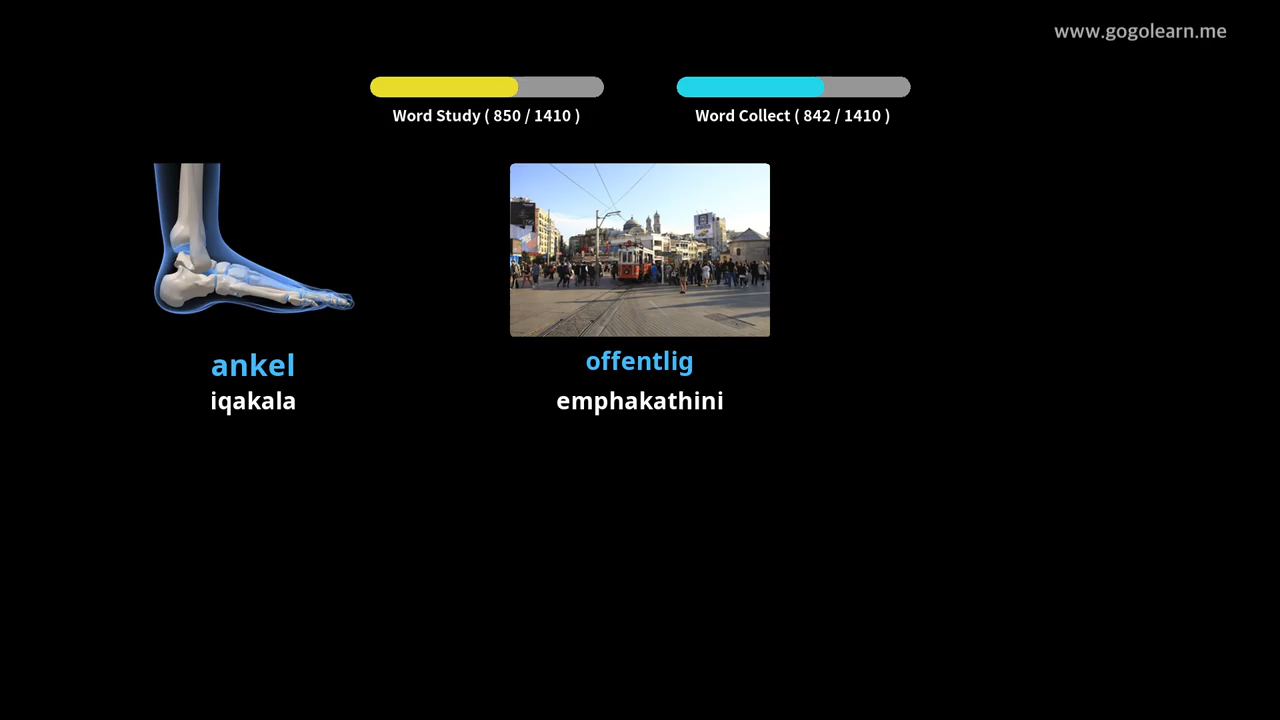 www.gogolearn.me
Word Study ( 850 / 1410 )
Word Collect ( 842 / 1410 )
ankel
iqakala
offentlig
emphakathini